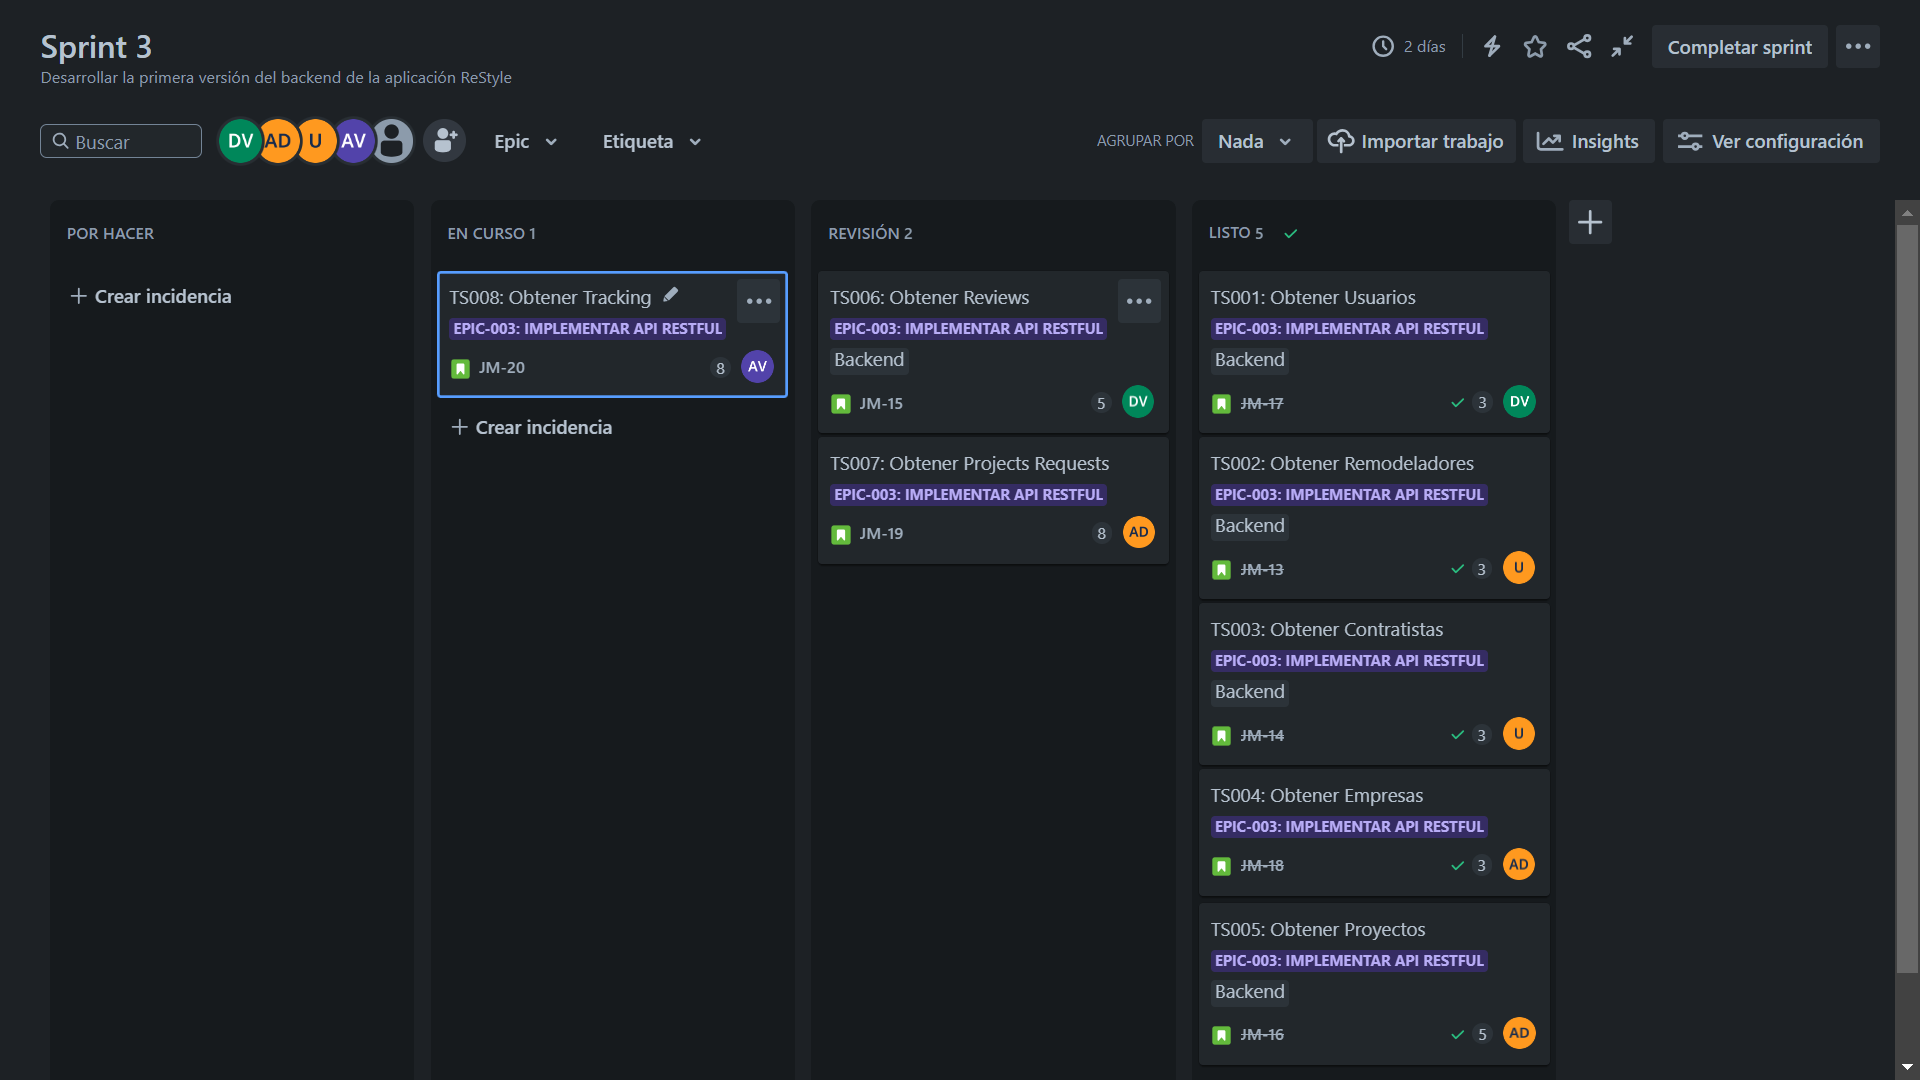 Sprint 3
Desarrollar la primera versión del backend de la aplicación ReStyle
2 días
Completar sprint
Buscar
DV AD U AV
Epic
Etiqueta
AGRUPAR POR
Nada
Importar trabajo
Insights
Ver configuración
POR HACER
Crear incidencia
EN CURSO 1
TS008: Obtener Tracking
EPIC-003: IMPLEMENTAR API RESTFUL
JM-20
8
AV
Crear incidencia
REVISIÓN 2
TS006: Obtener Reviews
EPIC-003: IMPLEMENTAR API RESTFUL
Backend
JM-15
5
DV
TS007: Obtener Projects Requests
EPIC-003: IMPLEMENTAR API RESTFUL
JM-19
8
AD
LISTO 5
TS001: Obtener Usuarios
EPIC-003: IMPLEMENTAR API RESTFUL
Backend
JM-17
3
DV
TS002: Obtener Remodeladores
EPIC-003: IMPLEMENTAR API RESTFUL
Backend
JM-13
3
U
TS003: Obtener Contratistas
EPIC-003: IMPLEMENTAR API RESTFUL
Backend
JM-14
3
U
TS004: Obtener Empresas
EPIC-003: IMPLEMENTAR API RESTFUL
JM-18
3
AD
TS005: Obtener Proyectos
EPIC-003: IMPLEMENTAR API RESTFUL
Backend
JM-16
5
AD